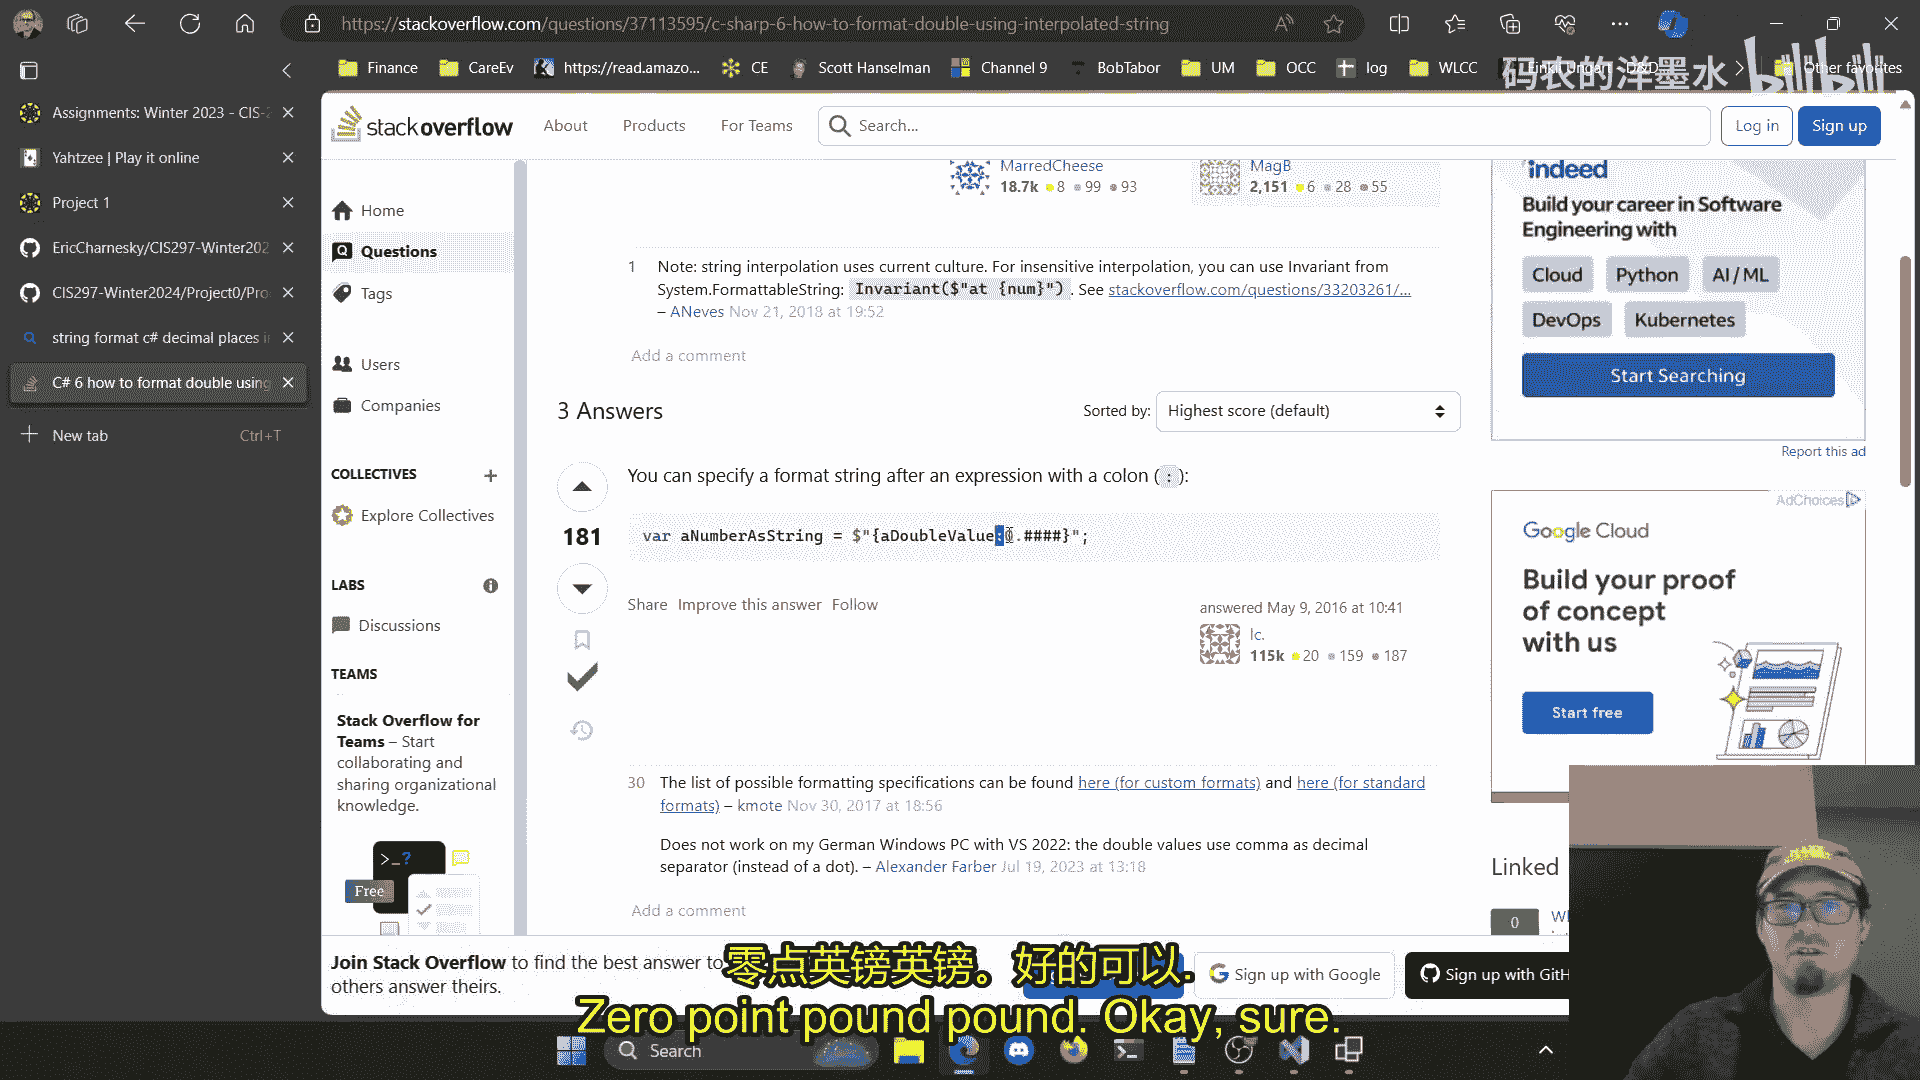 https://stackoverflow.com/questions/37113595/c-sharp-6-how-to-format-double-using-interpolated-string
Finance
CareEv
https://read.amazo...
CE
Scott Hanselman
Channel 9
BobTabor
UM
OCC
log
WLCC
Other favorites
码农的洋墨水
bilibili
Assignments: Winter 2023 - CIS-2
Yahtzee | Play it online
Project 1
EricCharnesky/CIS297-Winter202
CIS297-Winter2024/Project0/Pro
string format c# decimal places i
C# 6 how to format double using
New tab
Ctrl+T
stackoverflow
About
Products
For Teams
Search...
Log in
Sign up
Home
Questions
Tags
Users
Companies
COLLECTIVES
Explore Collectives
LABS
Discussions
TEAMS
Stack Overflow for
Teams – Start
collaborating and
sharing organizational
knowledge.
>_?
Free
MarredCheese
18.7k 8 99 93
MagB
2,151 6 28 55
1
Note: string interpolation uses current culture. For insensitive interpolation, you can use Invariant from
System.FormattableString: Invariant($"at {num}") . See stackoverflow.com/questions/33203261/...
– ANeves Nov 21, 2018 at 19:52
Add a comment
3 Answers
Sorted by:
Highest score (default)
You can specify a format string after an expression with a colon ( : ):
181
var aNumberAsString = $"{aDoubleValue:0.####}";
Share Improve this answer Follow
answered May 9, 2016 at 10:41
lc.
115k 20 159 187
30
The list of possible formatting specifications can be found here (for custom formats) and here (for standard
formats) – kmote Nov 30, 2017 at 18:56
Does not work on my German Windows PC with VS 2022: the double values use comma as decimal
separator (instead of a dot). – Alexander Farber Jul 19, 2023 at 13:18
Add a comment
indeed
Build your career in Software
Engineering with
Cloud
Python
AI/ML
DevOps
Kubernetes
Start Searching
Report this ad
AdChoices
Google Cloud
Build your proof
of concept
with us
Start free
Linked
0
Join Stack Overflow to find the best answer to
others answer theirs.
Sign up with Google
Sign up with GitH
零点英镑英镑。好的可以.
Zero point pound pound. Okay, sure.
Search